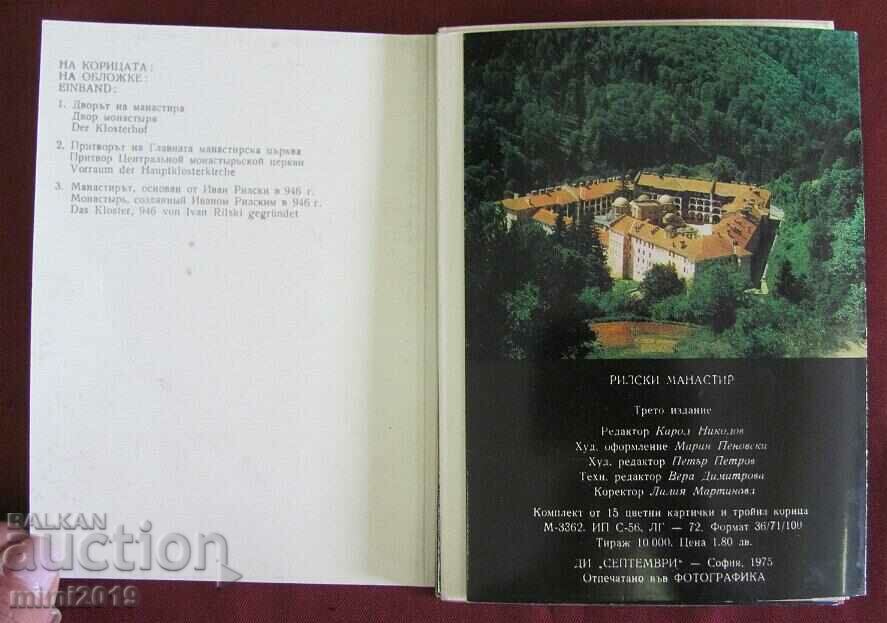 НА КОРИЦАТА:
НА ОБЛОЖКЕ:
EINBAND:
1. Дворът на манастира
Двор монастыря
Der Klosterhof
2. Притворът на Главната манастирска църква
Притвор Центральной монастырьской церкви
Vorraum der Hauptklosterkirche
3. Манастирът, основан от Иван Рилски в 946 г.
Монастырь, созданный Иваном Рилским в 946 г.
Das Kloster, 946 von Ivan Rilski gegründet
РИЛСКИ МАНАСТИР
Трето издание
Редактор Карол Николов
Худ. оформление Марин Пеновски
Худ. редактор Петър Петров
Техн. редактор Вера Димитрова
Коректор Лилия Мартинова
Комплект от 15 цветни картички и тройна корица
М-3362. ИП С-56, ЛГ — 72. Формат 36/71/100
Тираж 10 000. Цена 1.80 лв.
ДИ „СЕПТЕМВРИ" — София, 1975
Отпечатано във ФОТОГРАФИКА
BALKAN
auction
mimi2019